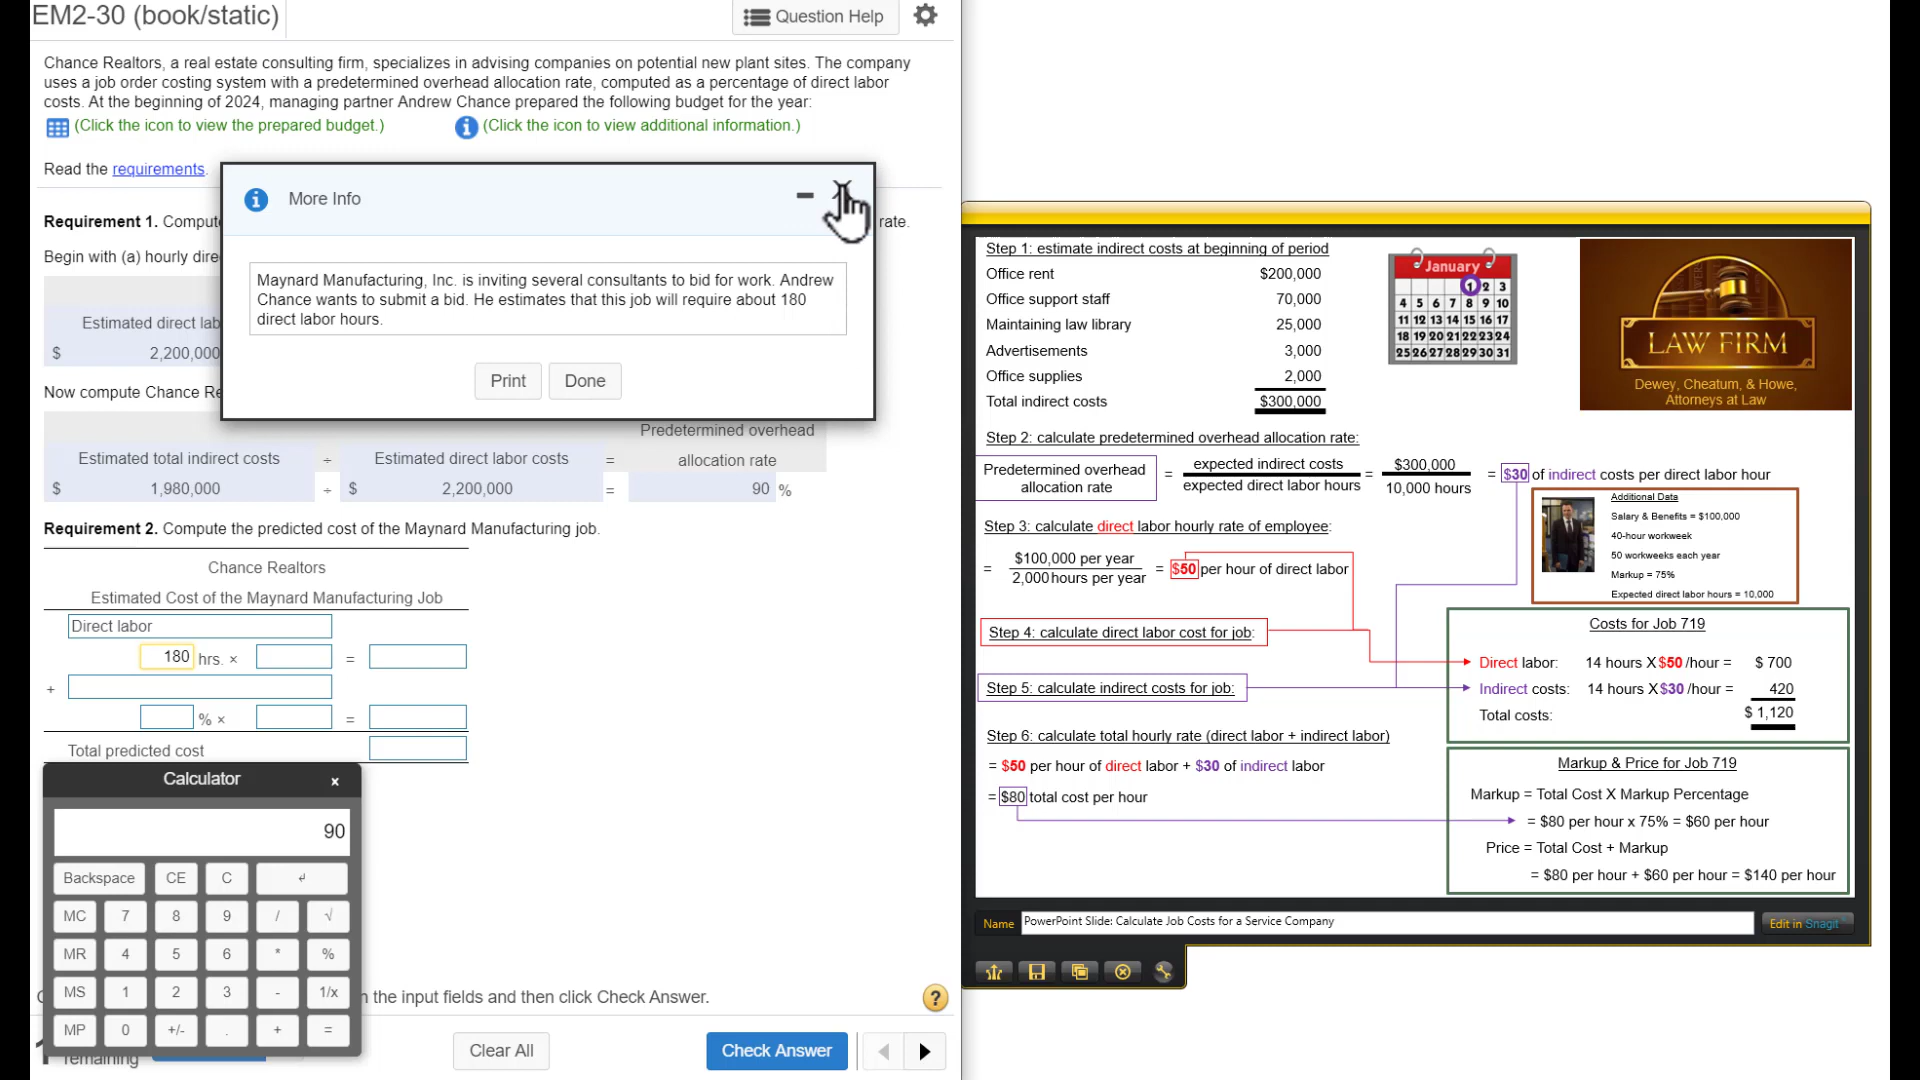 EM2-30 (book/static)
Question Help
Chance Realtors, a real estate consulting firm, specializes in advising companies on potential new plant sites. The company
uses a job order costing system with a predetermined overhead allocation rate, computed as a percentage of direct labor
costs. At the beginning of 2024, managing partner Andrew Chance prepared the following budget for the year:
(Click the icon to view the prepared budget.) (Click the icon to view additional information.)
Read the requirements.
More Info
Requirement 1. Comput rate.
Begin with (a) hourly dire
Maynard Manufacturing, Inc. is inviting several consultants to bid for work. Andrew
Chance wants to submit a bid. He estimates that this job will require about 180
direct labor hours.
Estimated direct lab
$ 2,200,000
Print Done
Now compute Chance Re
Predetermined overhead
Estimated total indirect costs ÷ Estimated direct labor costs = allocation rate
$ 1,980,000 ÷ $ 2,200,000 = 90 %
Requirement 2. Compute the predicted cost of the Maynard Manufacturing job.
Chance Realtors
Estimated Cost of the Maynard Manufacturing Job
Direct labor
180 hrs. × =
+
% × =
Total predicted cost
Calculator x
90
Backspace CE C ↵
MC 7 8 9 / √
MR 4 5 6 * %
MS 1 2 3 - 1/x
MP 0 +/- . + =
the input fields and then click Check Answer.
?
remaining
Clear All
Check Answer
Step 1: estimate indirect costs at beginning of period
Office rent $200,000
Office support staff 70,000
Maintaining law library 25,000
Advertisements 3,000
Office supplies 2,000
Total indirect costs $300,000
January
1 2 3
4 5 6 7 8 9 10
11 12 13 14 15 16 17
18 19 20 21 22 23 24
25 26 27 28 29 30 31
LAW FIRM
Dewey, Cheatum, & Howe,
Attorneys at Law
Step 2: calculate predetermined overhead allocation rate:
Predetermined overhead
allocation rate
= expected indirect costs = $300,000 = $30 of indirect costs per direct labor hour
expected direct labor hours 10,000 hours
Additional Data
Salary & Benefits = $100,000
40-hour workweek
50 workweeks each year
Markup = 75%
Expected direct labor hours = 10,000
Step 3: calculate direct labor hourly rate of employee:
= $100,000 per year = $50 per hour of direct labor
2,000 hours per year
Step 4: calculate direct labor cost for job:
Step 5: calculate indirect costs for job:
Costs for Job 719
Direct labor: 14 hours X $50 /hour = $ 700
Indirect costs: 14 hours X $30 /hour = 420
Total costs: $ 1,120
Step 6: calculate total hourly rate (direct labor + indirect labor)
= $50 per hour of direct labor + $30 of indirect labor
= $80 total cost per hour
Markup & Price for Job 719
Markup = Total Cost X Markup Percentage
= $80 per hour x 75% = $60 per hour
Price = Total Cost + Markup
= $80 per hour + $60 per hour = $140 per hour
Name PowerPoint Slide: Calculate Job Costs for a Service Company Edit in Snagit